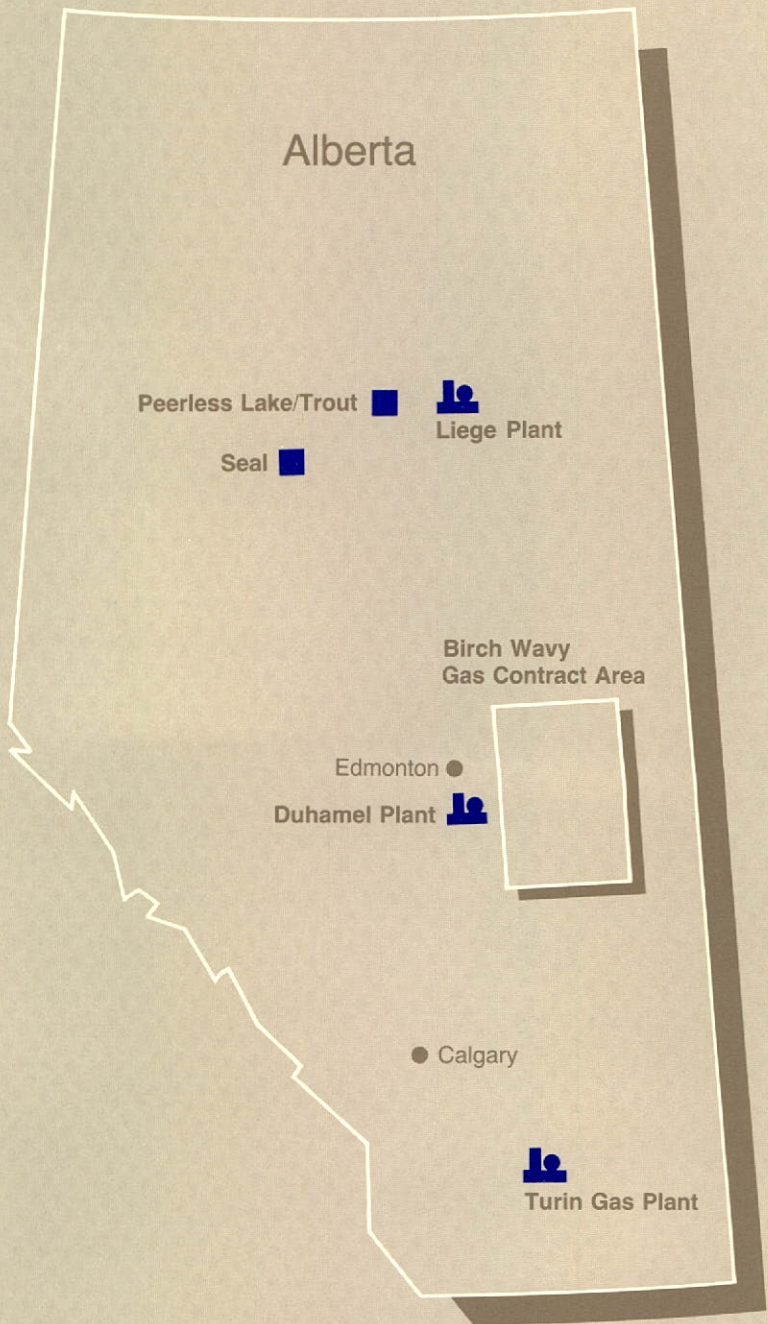 Alberta
Peerless Lake/Trout
Liege Plant
Seal
Birch Wavy
Gas Contract Area
Edmonton
Duhamel Plant
Calgary
Turin Gas Plant